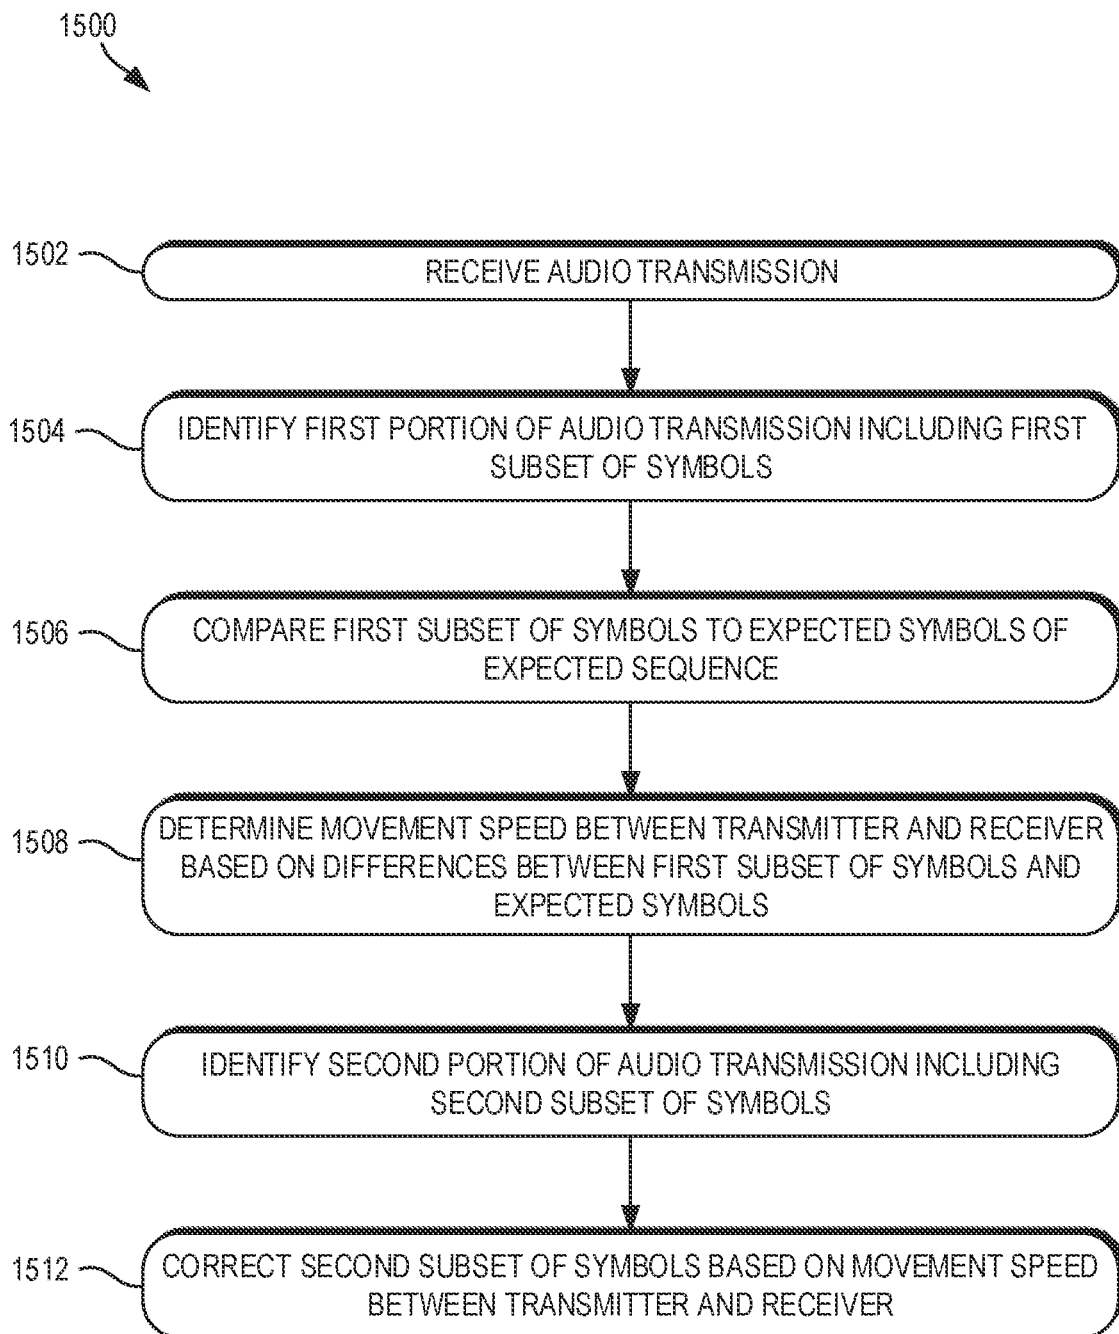 1500
1502
RECEIVE AUDIO TRANSMISSION
1504
IDENTIFY FIRST PORTION OF AUDIO TRANSMISSION INCLUDING FIRST
SUBSET OF SYMBOLS
1506
COMPARE FIRST SUBSET OF SYMBOLS TO EXPECTED SYMBOLS OF
EXPECTED SEQUENCE
1508
DETERMINE MOVEMENT SPEED BETWEEN TRANSMITTER AND RECEIVER
BASED ON DIFFERENCES BETWEEN FIRST SUBSET OF SYMBOLS AND
EXPECTED SYMBOLS
1510
IDENTIFY SECOND PORTION OF AUDIO TRANSMISSION INCLUDING
SECOND SUBSET OF SYMBOLS
1512
CORRECT SECOND SUBSET OF SYMBOLS BASED ON MOVEMENT SPEED
BETWEEN TRANSMITTER AND RECEIVER